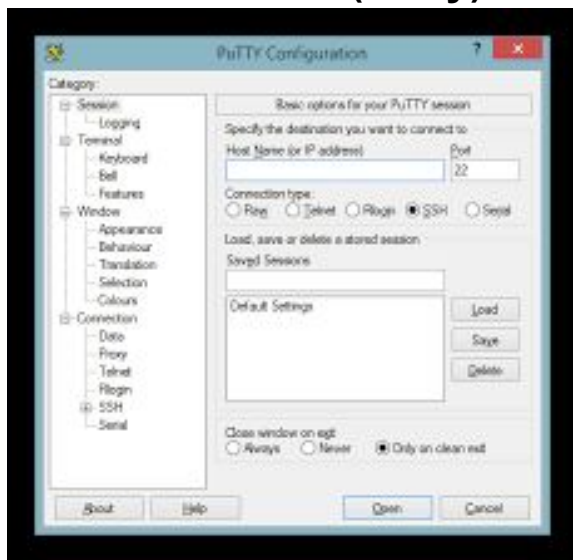 PuTTY Configuration
?
Category:
Session
Logging
Terminal
Keyboard
Bell
Features
Window
Appearance
Behaviour
Translation
Selection
Colours
Connection
Data
Proxy
Telnet
Rlogin
SSH
Serial
Basic options for your PuTTY session
Specify the destination you want to connect to
Host Name (or IP address) Port
22
Connection type:
Raw Telnet Rlogin SSH Serial
Load, save or delete a stored session
Saved Sessions
Default Settings
Load
Save
Delete
Close window on exit:
Always Never Only on clean exit
About Help Open Cancel